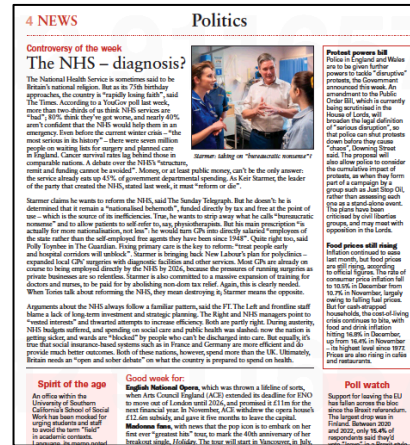 4 NEWS
Politics
Controversy of the week
The NHS – diagnosis?
The National Health Service is sometimes said to be
Britain's national religion. But as its 75th birthday
approaches, the country is "rapidly losing faith", said
The Times. According to a YouGov poll last week,
more than two-thirds of us think NHS services are
"bad"; 80% think they've got worse, and nearly 40%
aren't confident that the NHS would help them in an
emergency. Even before the current winter crisis – "the
most serious in its history" – there were seven million
people on waiting lists for surgery and planned care
in England. Cancer survival rates lag behind those in
comparable nations. A debate over the NHS's "structure,
remit and funding cannot be avoided". Money, or at least public money, can't be the only answer:
the service already eats up 45% of government departmental spending. As Keir Starmer, the leader
of the party that created the NHS, stated last week, it must "reform or die".
Starmer: taking on "bureaucratic nonsense"?
Starmer claims he wants to reform the NHS, said The Sunday Telegraph. But he doesn't: he is
determined that it remain a "nationalised behemoth", funded directly by tax and free at the point of
use – which is the source of its inefficiencies. True, he wants to strip away what he calls "bureaucratic
nonsense" and to allow patients to self-refer to, say, physiotherapists. But his main prescription "is
actually for more nationalisation, not less": he would turn GPs into directly salaried "employees of
the state rather than the self-employed free agents they have been since 1948". Quite right too, said
Polly Toynbee in The Guardian. Fixing primary care is the key to reform: "treat people early
and hospital corridors will unblock". Starmer is bringing back New Labour's plan for polyclinics –
expanded local GPs' surgeries with diagnostic facilities and other services. Most GPs are already on
course to being employed directly by the NHS by 2026, because the pressures of running surgeries as
private businesses are so relentless. Starmer is also committed to a massive expansion of training for
doctors and nurses, to be paid for by abolishing non-dom tax relief. Again, this is clearly needed.
When Tories talk about reforming the NHS, they mean destroying it; Starmer means the opposite.
Arguments about the NHS always follow a familiar pattern, said the FT. The Left and frontline staff
blame a lack of long-term investment and strategic planning. The Right and NHS managers point to
"vested interests" and thwarted attempts to increase efficiency. Both are partly right. During austerity,
NHS budgets suffered, and spending on social care and public health was slashed: now the nation is
getting sicker, and wards are "blocked" by people who can't be discharged into care. But equally, it's
true that social insurance-based systems such as in France and Germany are more efficient and do
provide much better outcomes. Both of these nations, however, spend more than the UK. Ultimately,
Britain needs an "open and sober debate" on what the country is prepared to spend on health.
Protest powers bill
Police in England and Wales
are to be given further
powers to tackle "disruptive"
protests, the Government
announced this week. An
amendment to the Public
Order Bill, which is currently
being scrutinised in the
House of Lords, will
broaden the legal definition
of "serious disruption", so
that police can shut protests
down before they cause
"chaos", Downing Street
said. The proposal will
also allow police to consider
the cumulative impact of
protests, as when they form
part of a campaign by a
group such as Just Stop Oil,
rather than assessing each
one as a stand-alone event.
The plans have been
criticised by civil liberties
groups, and may meet with
opposition in the Lords.
Food prices still rising
Inflation continued to ease
last month, but food prices
are still rising, according
to official figures. The rate of
consumer price inflation fell
to 10.5% in December from
10.7% in November, largely
owing to falling fuel prices.
But for cash-strapped
households, the cost-of-living
crisis continues to bite, with
food and drink inflation
hitting 16.9% in December,
up from 16.4% in November
– its highest level since 1977.
Prices are also rising in cafés
and restaurants.
Spirit of the age
An office within the
University of Southern
California's School of Social
Work has been mocked for
urging students and staff
to avoid the term "field"
in academic contexts.
Good week for:
English National Opera, which was thrown a lifeline of sorts,
when Arts Council England (ACE) extended its deadline for ENO
to move out of London until 2026, and promised it £11m for the
next financial year. In November, ACE withdrew the opera house's
£12.6m subsidy, and gave it five months to leave the capital.
Madonna fans, with news that the pop icon is to embark on her
first ever "greatest hits" tour, to mark the 40th anniversary of her
breakout single, Holiday. The tour will start in Vancouver, in July,
Poll watch
Support for leaving the EU
has fallen across the bloc
since the Brexit referendum.
The largest drop was in
Finland. Between 2020
and 2022, only 15.4% of
respondents said they'd